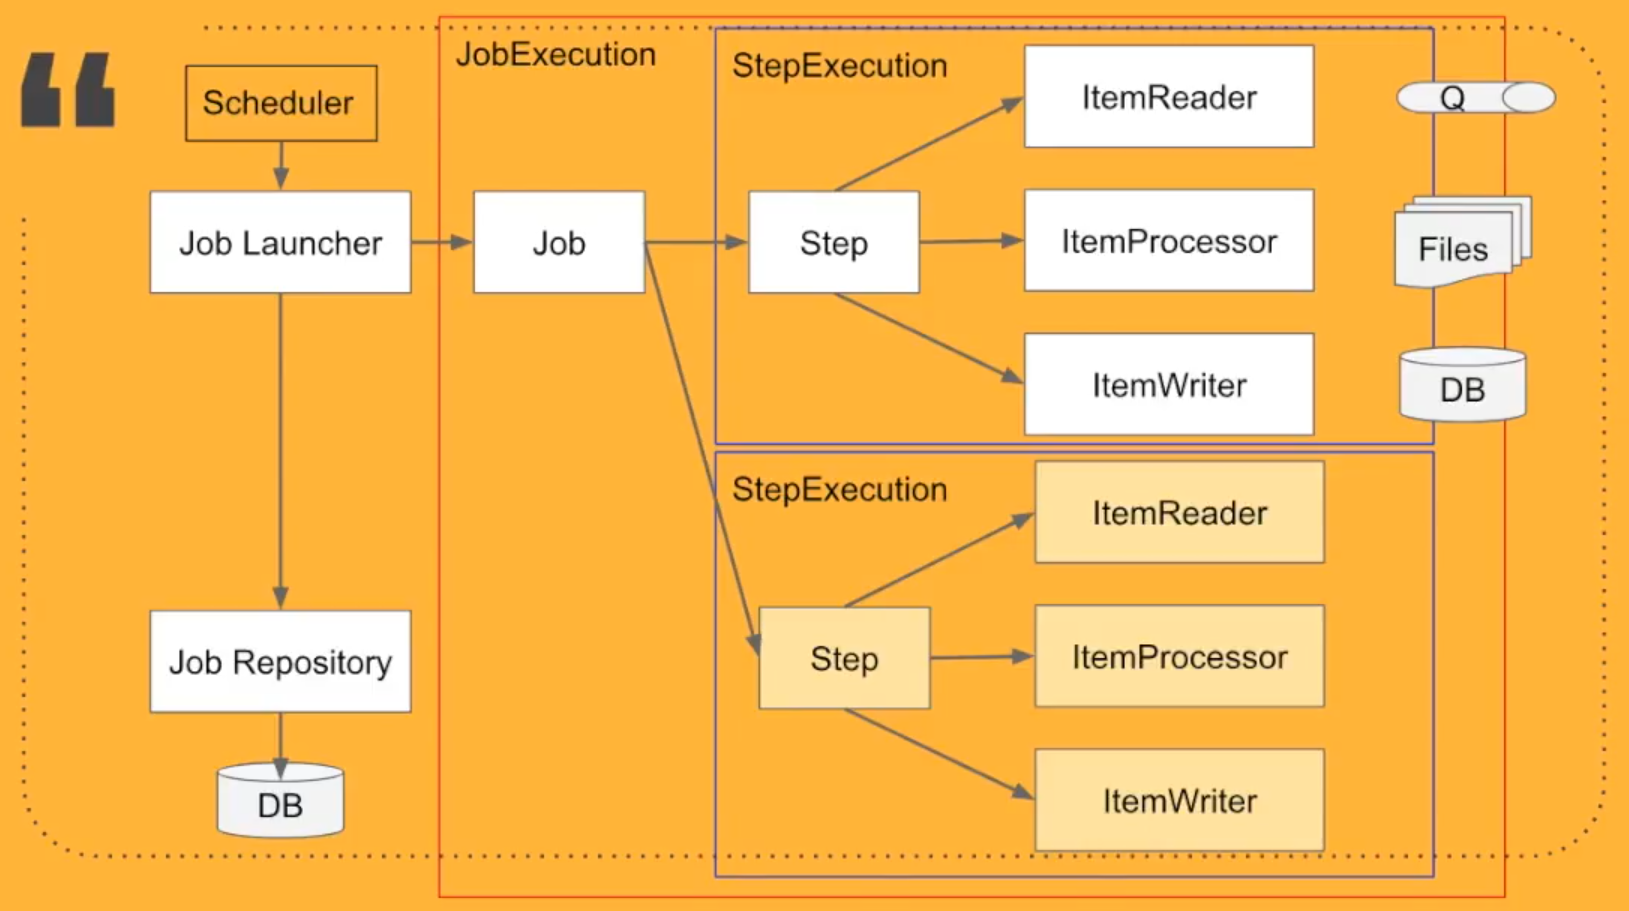 “
JobExecution
StepExecution
Scheduler
ItemReader
Q
Job Launcher
Job
Step
ItemProcessor
Files
ItemWriter
DB
StepExecution
ItemReader
Job Repository
Step
ItemProcessor
DB
ItemWriter